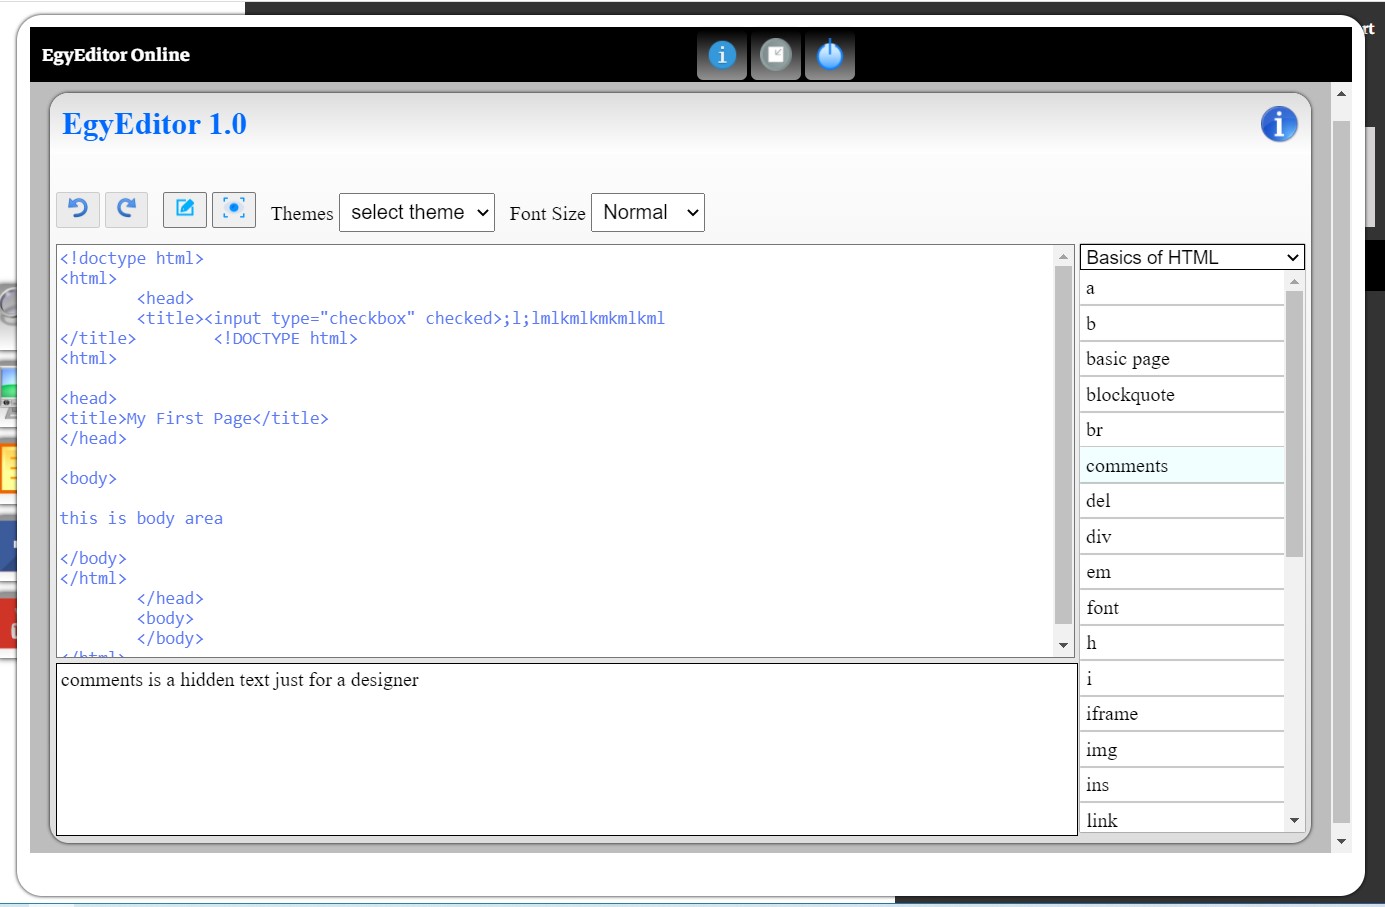 rt
EgyEditor Online
EgyEditor 1.0
Themes select theme Font Size Normal
<!doctype html>
<html>
<head>
<title><input type="checkbox" checked>;l;lmlkmlkmkmlkml
</title> <!DOCTYPE html>
<html>
<head>
<title>My First Page</title>
</head>
<body>
this is body area
</body>
</html>
</head>
<body>
</body>
</html>
comments is a hidden text just for a designer
Basics of HTML
a
b
basic page
blockquote
br
comments
del
div
em
font
h
i
iframe
img
ins
link